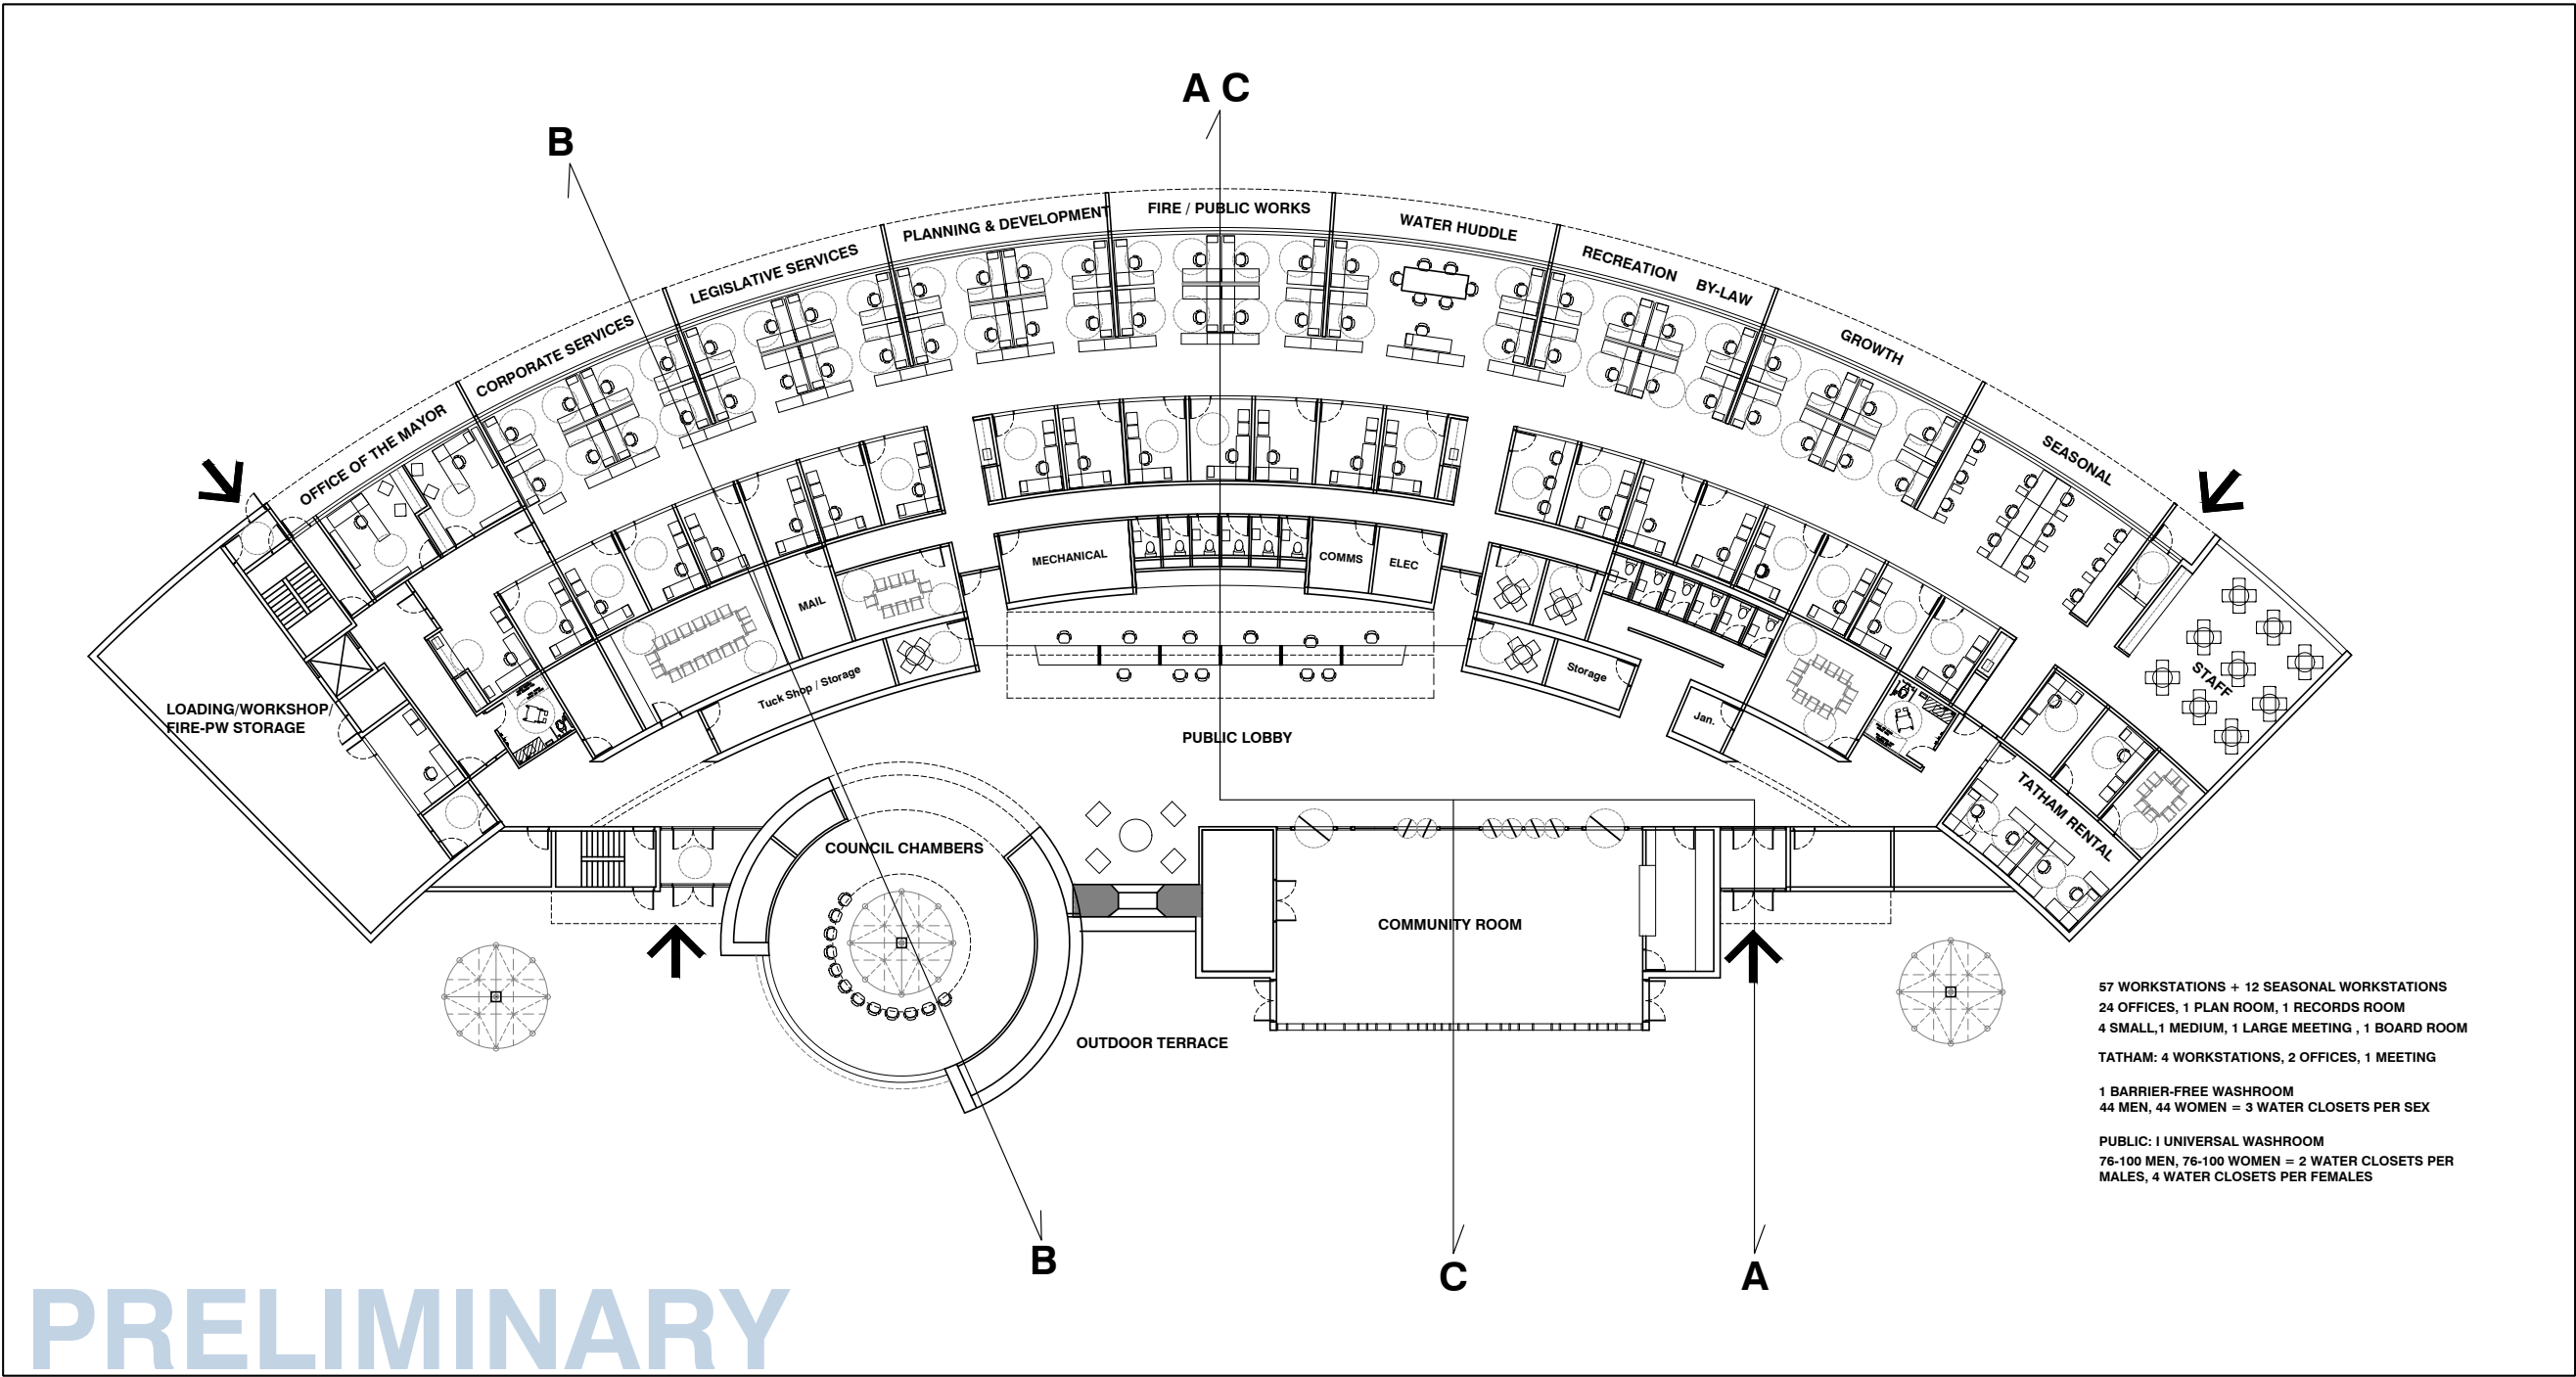 A C
B
FIRE / PUBLIC WORKS
PLANNING & DEVELOPMENT
WATER HUDDLE
LEGISLATIVE SERVICES
RECREATION BY-LAW
CORPORATE SERVICES
GROWTH
OFFICE OF THE MAYOR
SEASONAL
MECHANICAL
COMMS
ELEC
MAIL
Tuck Shop / Storage
Storage
STAFF
LOADING/WORKSHOP/
FIRE-PW STORAGE
Jan.
PUBLIC LOBBY
TATHAM RENTAL
COUNCIL CHAMBERS
COMMUNITY ROOM
OUTDOOR TERRACE
57 WORKSTATIONS + 12 SEASONAL WORKSTATIONS
24 OFFICES, 1 PLAN ROOM, 1 RECORDS ROOM
4 SMALL,1 MEDIUM, 1 LARGE MEETING , 1 BOARD ROOM
TATHAM: 4 WORKSTATIONS, 2 OFFICES, 1 MEETING
1 BARRIER-FREE WASHROOM
44 MEN, 44 WOMEN = 3 WATER CLOSETS PER SEX
PUBLIC: I UNIVERSAL WASHROOM
76-100 MEN, 76-100 WOMEN = 2 WATER CLOSETS PER
MALES, 4 WATER CLOSETS PER FEMALES
B
C
A
PRELIMINARY